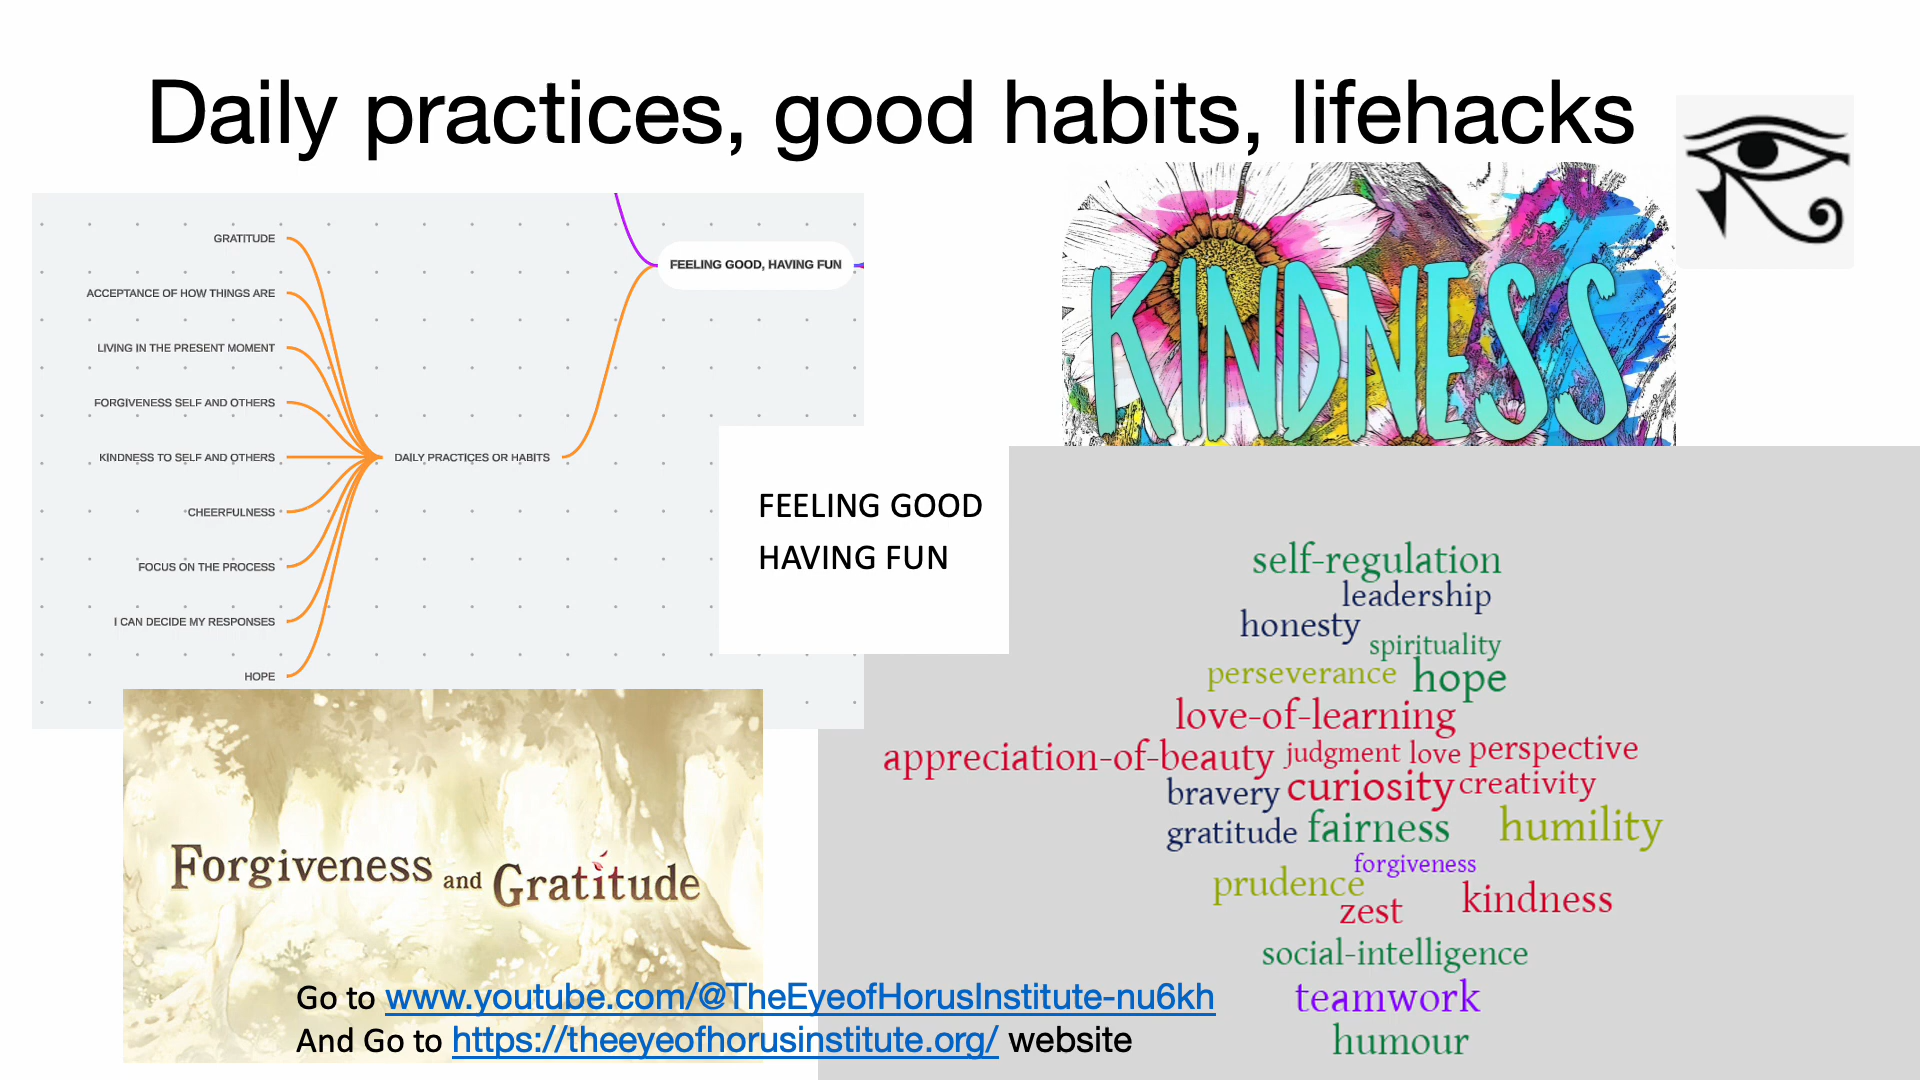 Daily practices, good habits, lifehacks
GRATITUDE
ACCEPTANCE OF HOW THINGS ARE
LIVING IN THE PRESENT MOMENT
FORGIVENESS SELF AND OTHERS
KINDNESS TO SELF AND OTHERS
CHEERFULNESS
FOCUS ON THE PROCESS
I CAN DECIDE MY RESPONSES
HOPE
DAILY PRACTICES OR HABITS
FEELING GOOD, HAVING FUN
KINDNESS
FEELING GOOD
HAVING FUN
self-regulation
leadership
honesty
spirituality
perseverance hope
love-of-learning
appreciation-of-beauty judgment love perspective
bravery curiosity creativity
gratitude fairness humility
forgiveness
prudence
zest kindness
social-intelligence
teamwork
humour
Forgiveness and Gratitude
Go to www.youtube.com/@TheEyeofHorusInstitute-nu6kh
And Go to https://theeyeofhorusinstitute.org/ website